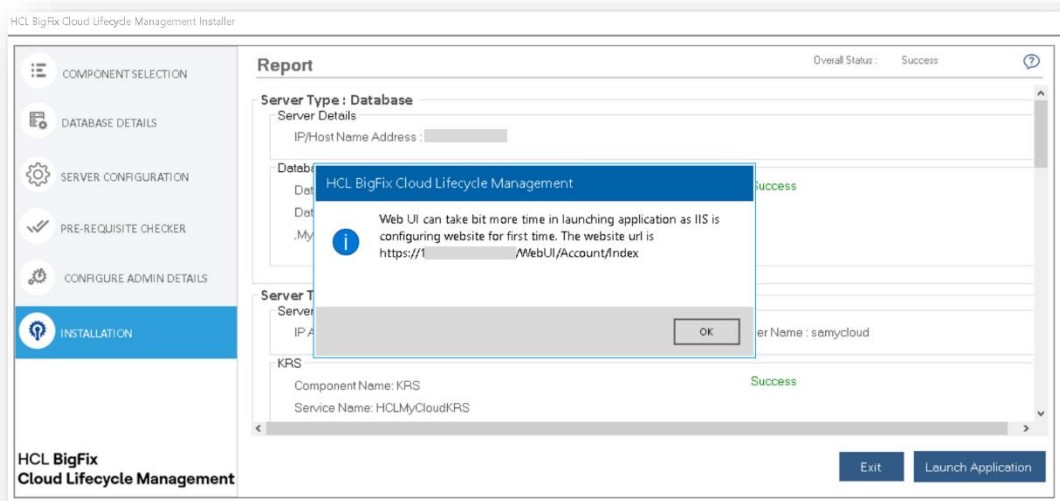 HCL BigFix Cloud Lifecycle Management Installer
COMPONENT SELECTION
DATABASE DETAILS
SERVER CONFIGURATION
PRE-REQUISITE CHECKER
CONFIGURE ADMIN DETAILS
INSTALLATION
HCL BigFix
Cloud Lifecycle Management
Report
Overall Status : Success
Server Type : Database
Server Details
IP/Host Name Address :
Success
HCL BigFix Cloud Lifecycle Management
Web UI can take bit more time in launching application as IIS is
configuring website for first time. The website url is
https://1 /WebUI/Account/Index
OK
er Name : samycloud
KRS
Component Name: KRS
Success
Service Name: HCLMyCloudKRS
Exit
Launch Application